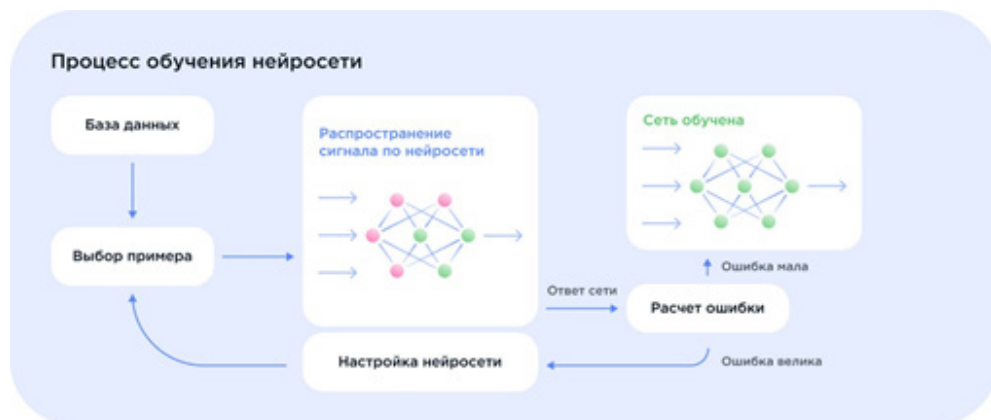 Процесс обучения нейросети
База данных
Выбор примера
Распространение
сигнала по нейросети
Ответ сети
Сеть обучена
Ошибка мала
Расчет ошибки
Ошибка велика
Настройка нейросети